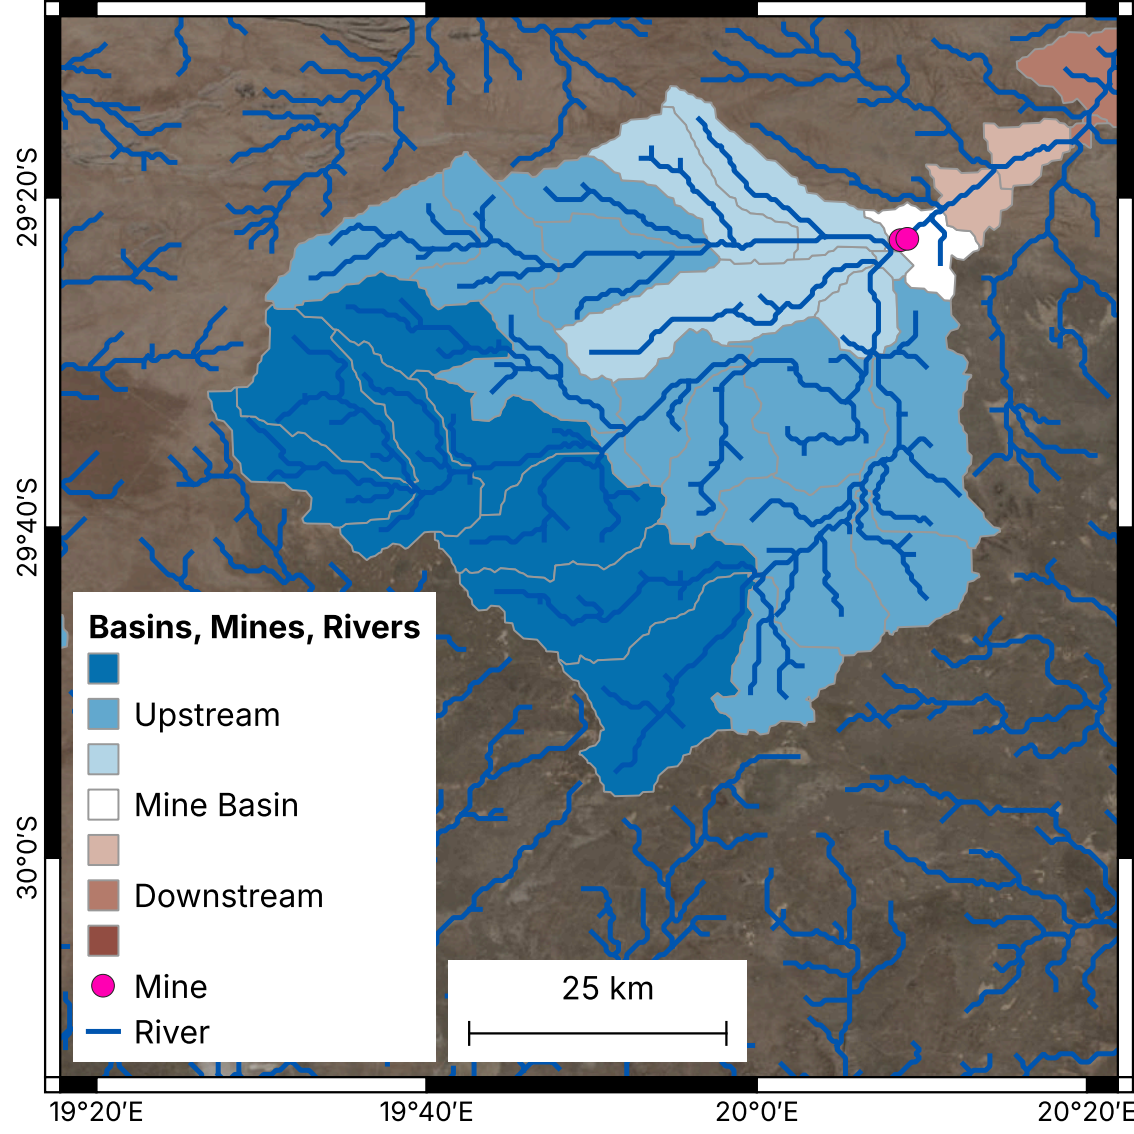 29°20'S
29°40'S
30°0'S
Basins, Mines, Rivers
Upstream
Mine Basin
Downstream
Mine
River
25 km
19°20'E
19°40'E
20°0'E
20°20'E